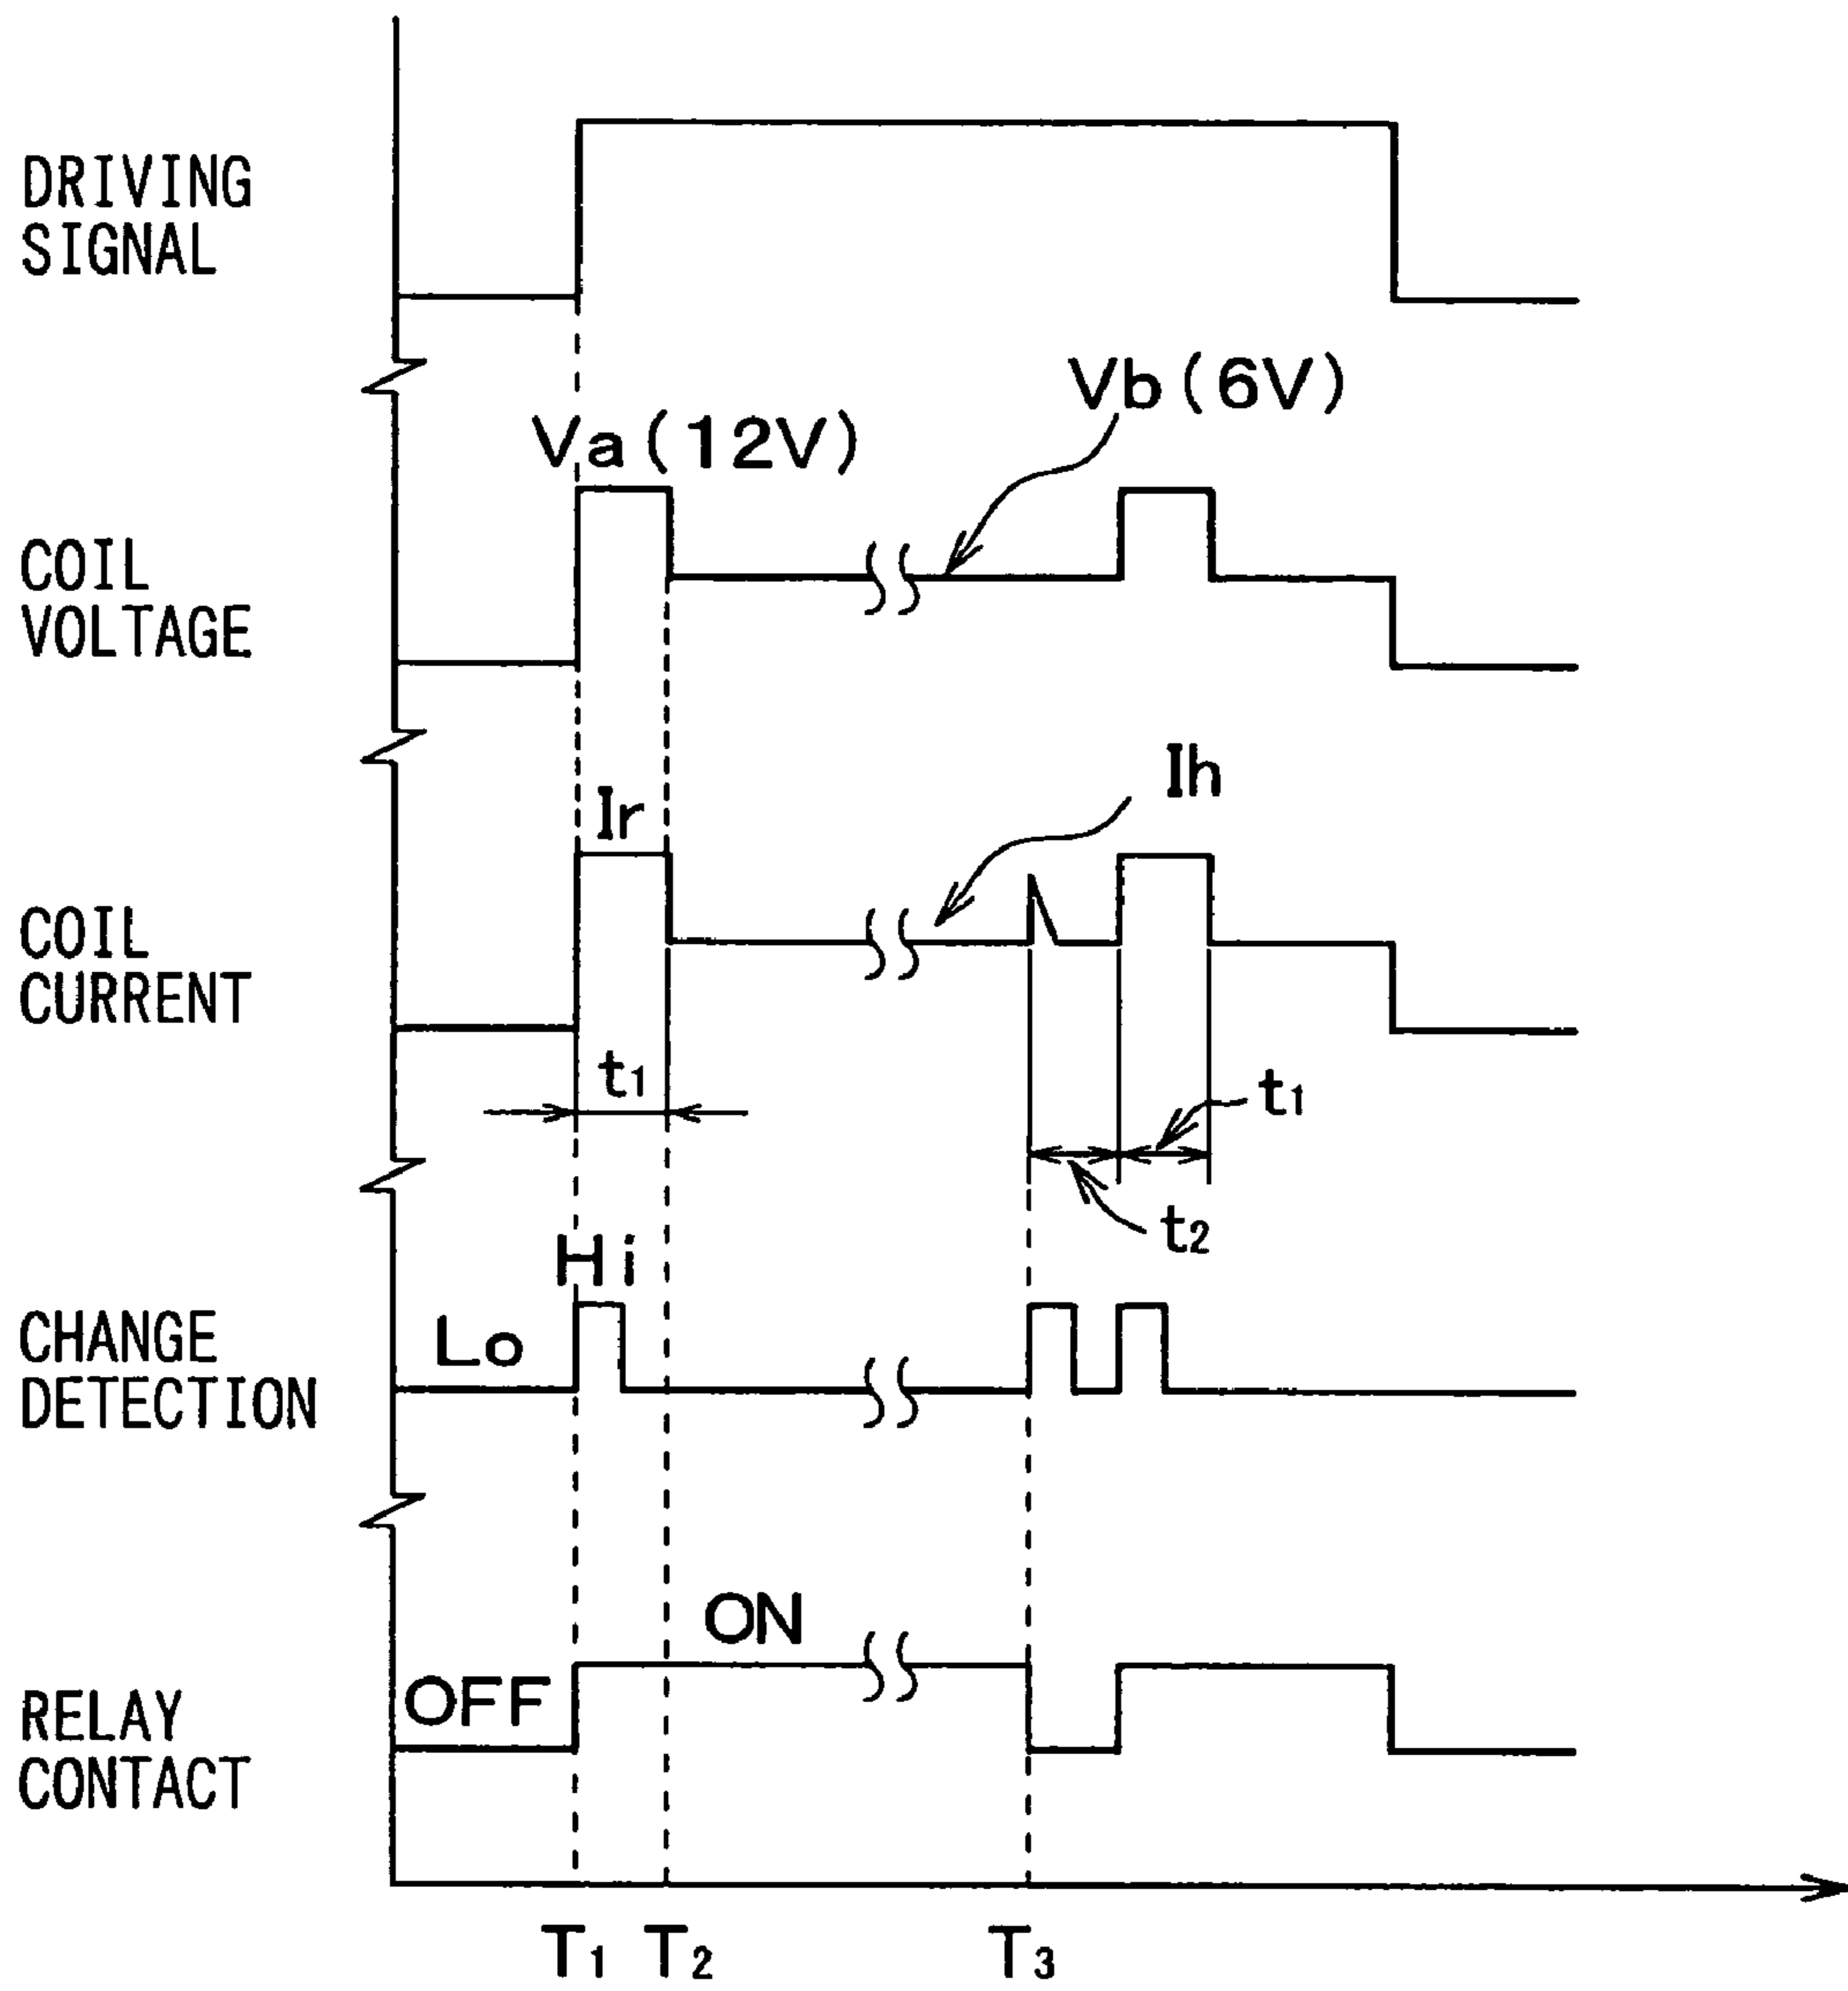 DRIVING
SIGNAL
Vb(6V)
Va(12V)
COIL
VOLTAGE
Ih
Ir
COIL
CURRENT
t1
t1
t2
Hi
CHANGE
DETECTION
Lo
ON
RELAY
CONTACT
OFF
T1 T2 T3